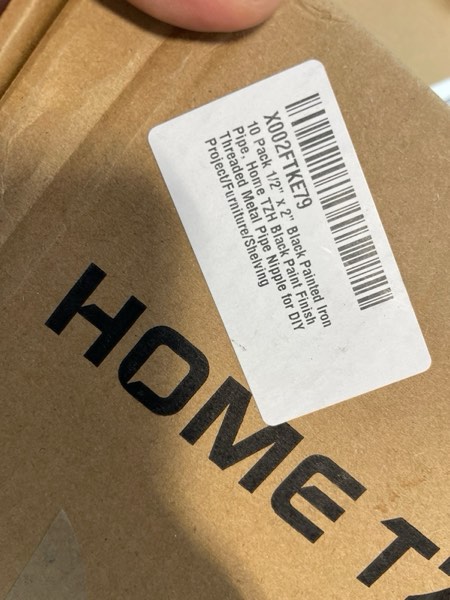 X002FTKE79
10 Pack 1/2" x 2" Black Painted Iron
Pipe, Home TZH Black Paint Finish
Threaded Metal Pipe Nipple for DIY
Project/Furniture/Shelving
HOME TZ